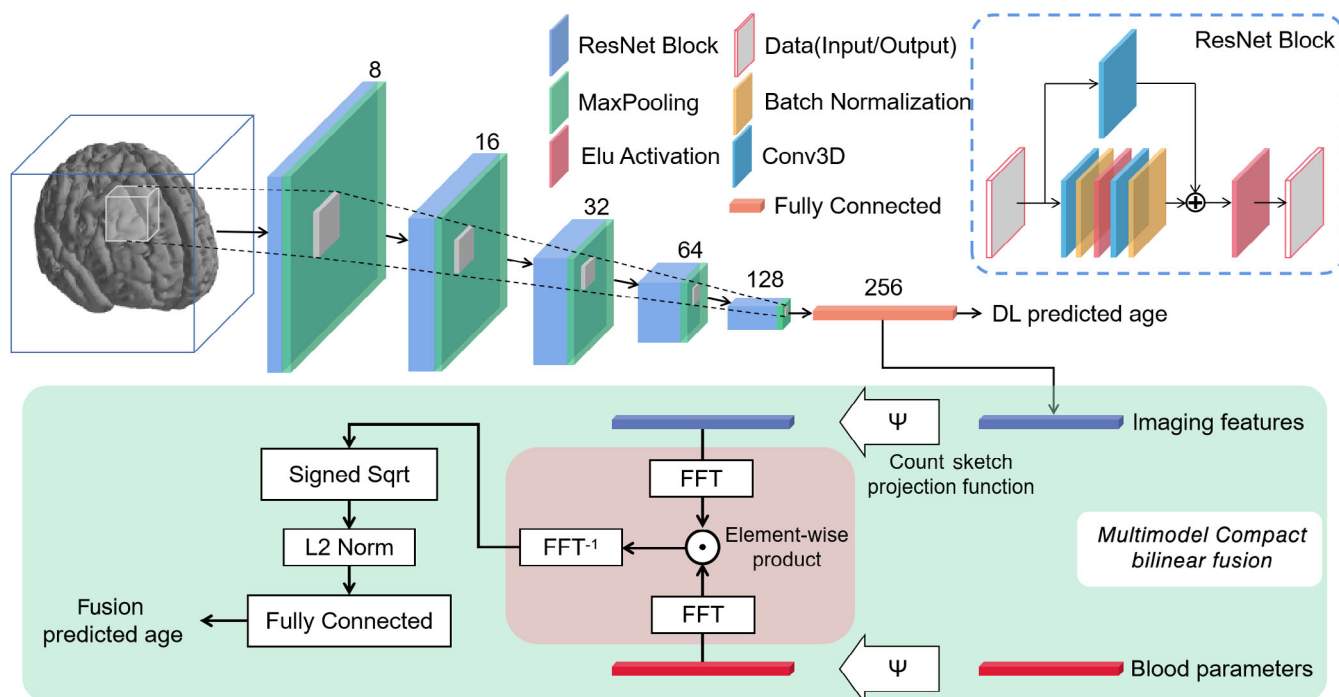 ResNet Block
Data(Input/Output)
MaxPooling
Batch Normalization
Elu Activation
Conv3D
Fully Connected
ResNet Block
8
16
32
64
128
256
DL predicted age
Imaging features
Ψ
Count sketch
projection function
FFT
Element-wise
product
FFT-1
FFT
Signed Sqrt
L2 Norm
Fully Connected
Fusion
predicted age
Multimodel Compact
bilinear fusion
Ψ
Blood parameters